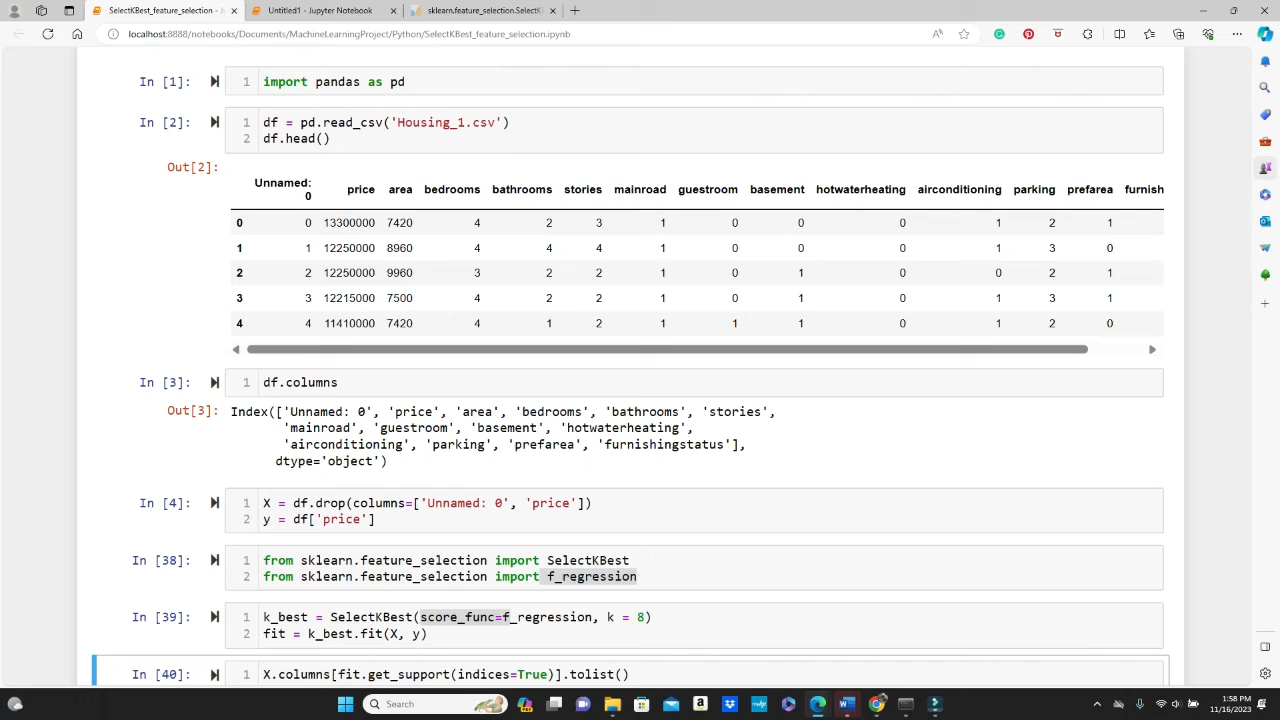 SelectKBest_feature_selection - J
Untitled1 - Jupyter Notebook
sklearn.feature_selection.SelectK
localhost:8888/notebooks/Documents/MachineLearningProject/Python/SelectKBest_feature_selection.ipynb
In [1]:
1 import pandas as pd
In [2]:
1 df = pd.read_csv('Housing_1.csv')
2 df.head()
Out[2]:
Unnamed: 0 price area bedrooms bathrooms stories mainroad guestroom basement hotwaterheating airconditioning parking prefarea furnish
0 0 13300000 7420 4 2 3 1 0 0 0 1 2 1
1 1 12250000 8960 4 4 4 1 0 0 0 1 3 0
2 2 12250000 9960 3 2 2 1 0 1 0 0 2 1
3 3 12215000 7500 4 2 2 1 0 1 0 1 3 1
4 4 11410000 7420 4 1 2 1 1 1 0 1 2 0
In [3]:
1 df.columns
Out[3]: Index(['Unnamed: 0', 'price', 'area', 'bedrooms', 'bathrooms', 'stories',
'mainroad', 'guestroom', 'basement', 'hotwaterheating',
'airconditioning', 'parking', 'prefarea', 'furnishingstatus'],
dtype='object')
In [4]:
1 X = df.drop(columns=['Unnamed: 0', 'price'])
2 y = df['price']
In [38]:
1 from sklearn.feature_selection import SelectKBest
2 from sklearn.feature_selection import f_regression
In [39]:
1 k_best = SelectKBest(score_func=f_regression, k = 8)
2 fit = k_best.fit(X, y)
In [40]:
1 X.columns[fit.get_support(indices=True)].tolist()
Search
1:58 PM
11/16/2023